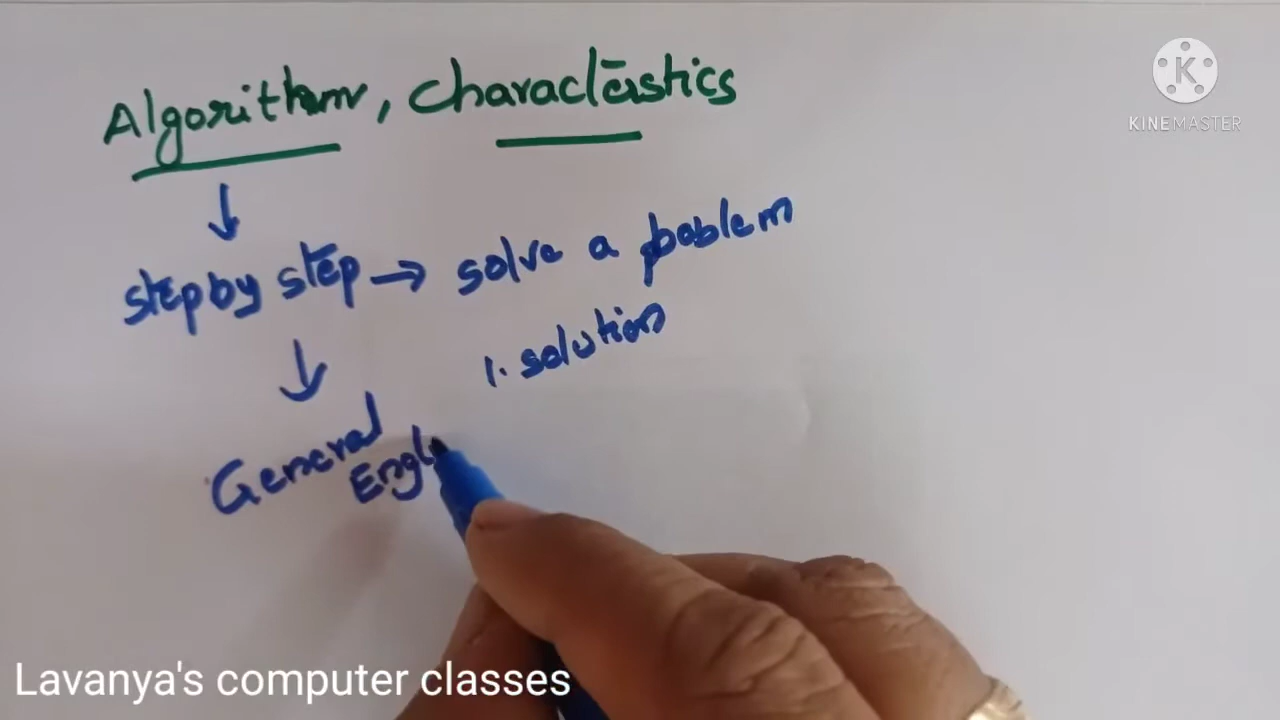 Algorithm, characteristics
KINEMASTER
step by step → solve a problem
1. solution
General
Engl
Lavanya's computer classes